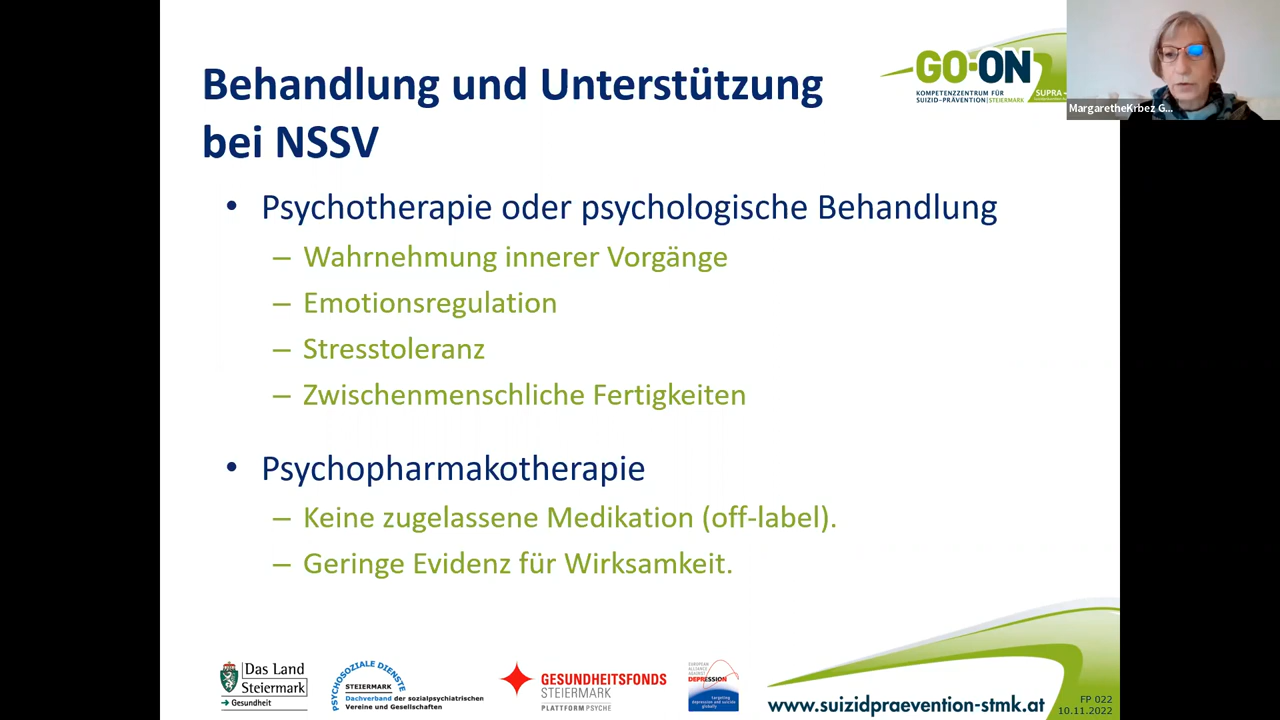 Behandlung und Unterstützung
bei NSSV
GO-ON
KOMPETENZZENTRUM FÜR
SUIZID-PRÄVENTION|STEIERMARK
SUPRA -
MargaretheKrbez G...
• Psychotherapie oder psychologische Behandlung
– Wahrnehmung innerer Vorgänge
– Emotionsregulation
– Stresstoleranz
– Zwischenmenschliche Fertigkeiten
• Psychopharmakotherapie
– Keine zugelassene Medikation (off-label).
– Geringe Evidenz für Wirksamkeit.
Das Land
Steiermark
→ Gesundheit
PSYCHOSOZIALE DIENSTE
STEIERMARK
Dachverband der sozialpsychiatrischen
Vereine und Gesellschaften
GESUNDHEITSFONDS
STEIERMARK
PLATTFORM PSYCHE
EUROPEAN
ALLIANCE
AGAINST
DEPRESSION
targeting
depression and suicide
globally
www.suizidpraevention-stmk.at
FP 022
10.11.2022